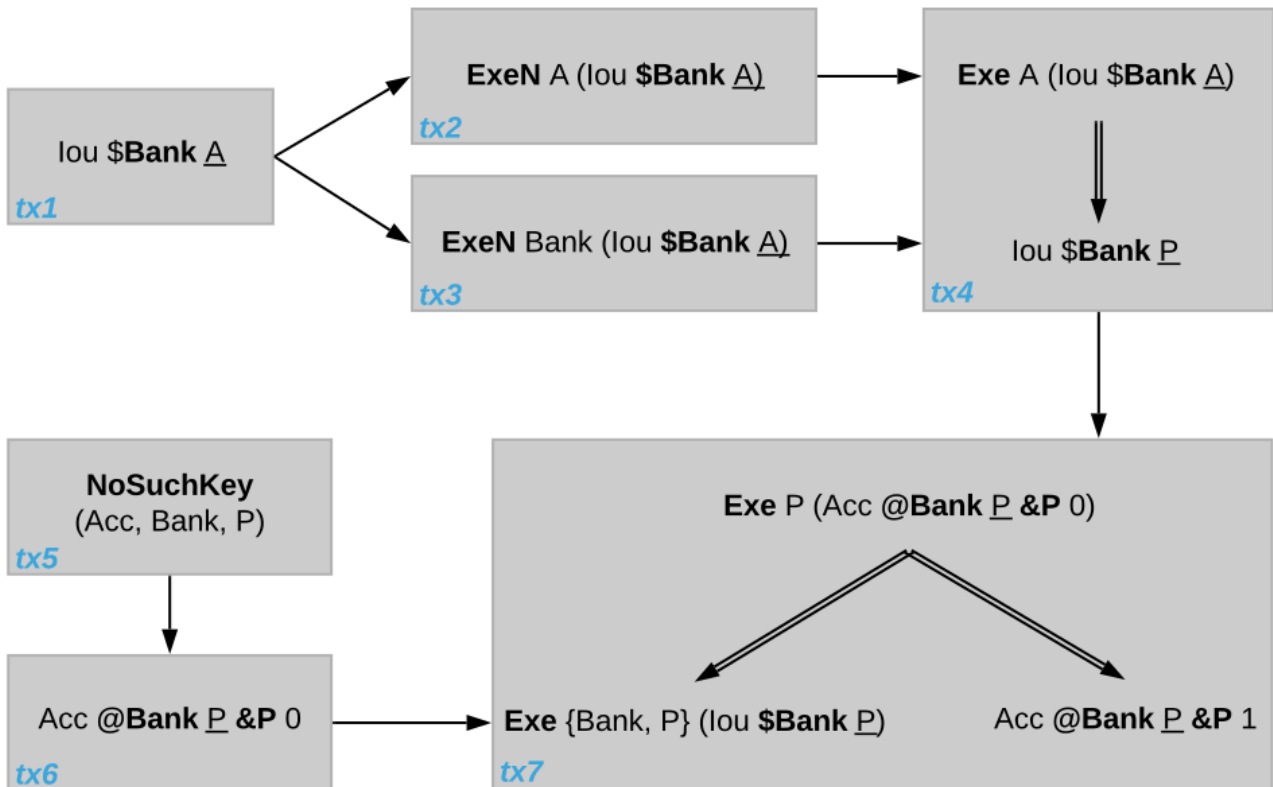 Iou $Bank A
tx1
ExeN A (Iou $Bank A)
tx2
ExeN Bank (Iou $Bank A)
tx3
Exe A (Iou $Bank A)
Iou $Bank P
tx4
NoSuchKey
(Acc, Bank, P)
tx5
Acc @Bank P &P 0
tx6
Exe P (Acc @Bank P &P 0)
Exe {Bank, P} (Iou $Bank P)
Acc @Bank P &P 1
tx7